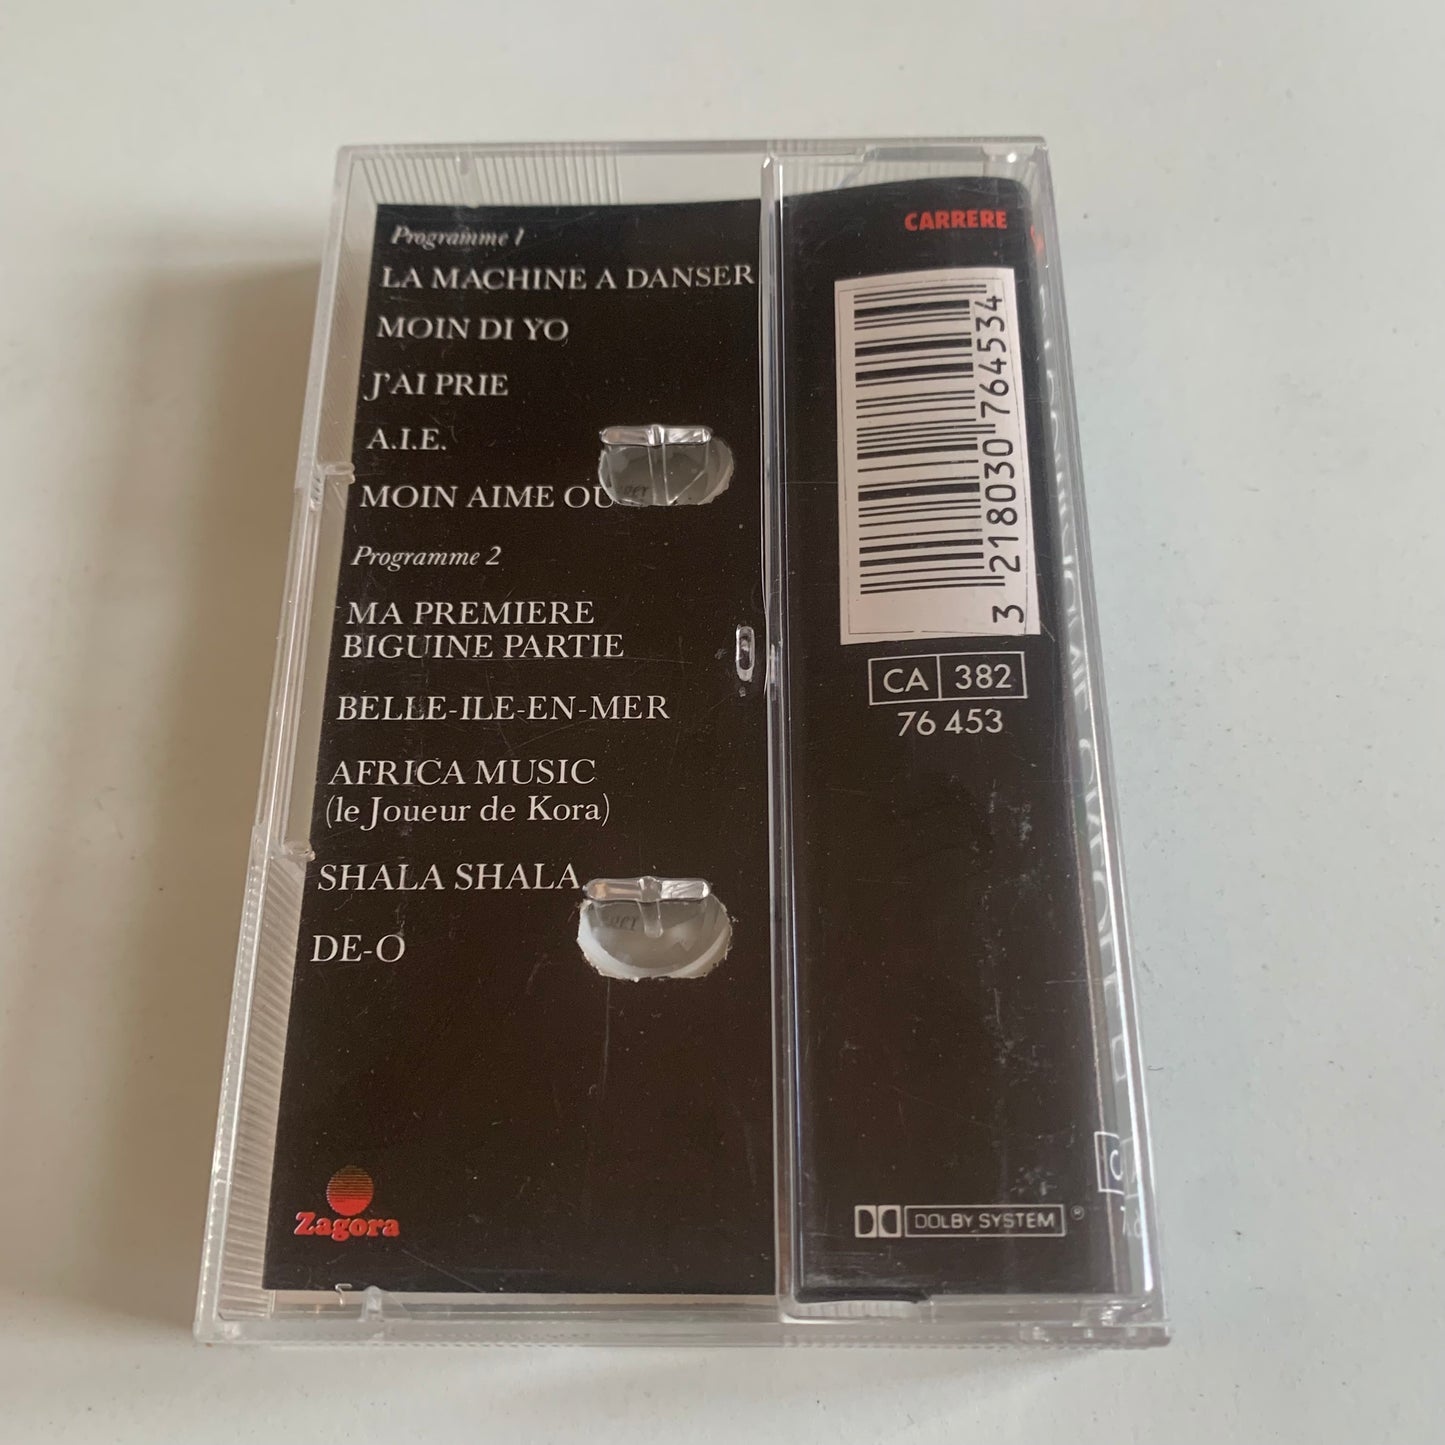 Programme 1
LA MACHINE A DANSER
MOIN DI YO
J'AI PRIE
A.I.E.
MOIN AIME OU
Programme 2
MA PREMIERE
BIGUINE PARTIE
BELLE-ILE-EN-MER
AFRICA MUSIC
(le Joueur de Kora)
SHALA SHALA
DE-O
Zagora
CARRERE
3 218030 764534
CA 382
76 453
DOLBY SYSTEM ®